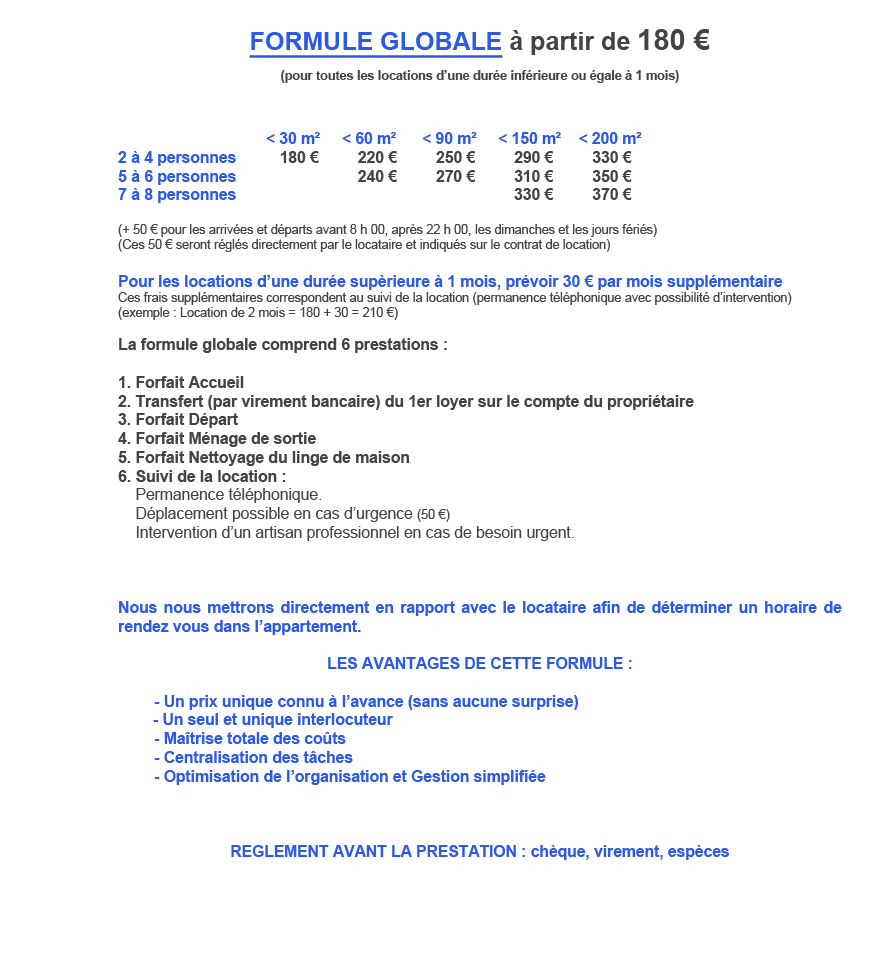 FORMULE GLOBALE à partir de 180 €
(pour toutes les locations d’une durée inférieure ou égale à 1 mois)
< 30 m² < 60 m² < 90 m² < 150 m² < 200 m²
2 à 4 personnes 180 € 220 € 250 € 290 € 330 €
5 à 6 personnes 240 € 270 € 310 € 350 €
7 à 8 personnes 330 € 370 €
(+ 50 € pour les arrivées et départs avant 8 h 00, après 22 h 00, les dimanches et les jours fériés)
(Ces 50 € seront réglés directement par le locataire et indiqués sur le contrat de location)
Pour les locations d’une durée supèrieure à 1 mois, prévoir 30 € par mois supplémentaire
Ces frais supplémentaires correspondent au suivi de la location (permanence téléphonique avec possibilité d’intervention)
(exemple : Location de 2 mois = 180 + 30 = 210 €)
La formule globale comprend 6 prestations :
1. Forfait Accueil
2. Transfert (par virement bancaire) du 1er loyer sur le compte du propriétaire
3. Forfait Départ
4. Forfait Ménage de sortie
5. Forfait Nettoyage du linge de maison
6. Suivi de la location :
Permanence téléphonique.
Déplacement possible en cas d’urgence (50 €)
Intervention d’un artisan professionnel en cas de besoin urgent.
Nous nous mettrons directement en rapport avec le locataire afin de déterminer un horaire de
rendez vous dans l’appartement.
LES AVANTAGES DE CETTE FORMULE :
- Un prix unique connu à l’avance (sans aucune surprise)
- Un seul et unique interlocuteur
- Maîtrise totale des coûts
- Centralisation des tâches
- Optimisation de l’organisation et Gestion simplifiée
REGLEMENT AVANT LA PRESTATION : chèque, virement, espèces